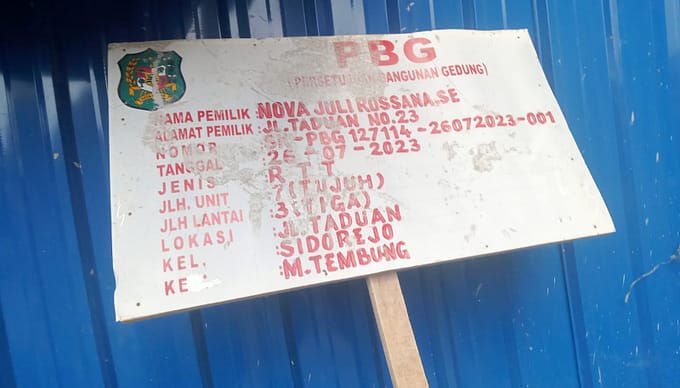 PBG
(PERSETUJUAN BANGUNAN GEDUNG)
NAMA PEMILIK : NOVA JULI ROSSANA,SE
ALAMAT PEMILIK : JL.TADUAN NO.23
NOMOR : SK-PBG 127114-26072023-001
TANGGAL : 26-07-2023
JENIS : R T T
JLH. UNIT : 7(TUJUH)
JLH LANTAI : 3(TIGA)
LOKASI : JL.TADUAN
KEL. : SIDOREJO
KEC : M.TEMBUNG